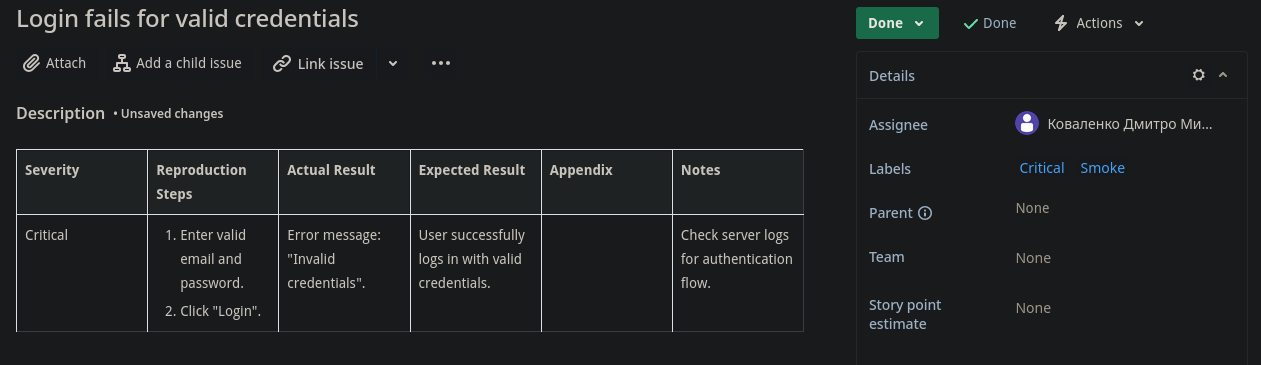 Login fails for valid credentials
Done
Done
Actions
Attach
Add a child issue
Link issue
Description • Unsaved changes
Severity
Reproduction
Steps
Actual Result
Expected Result
Appendix
Notes
Critical
1. Enter valid
email and
password.
2. Click "Login".
Error message:
"Invalid
credentials".
User successfully
logs in with valid
credentials.
Check server logs
for authentication
flow.
Details
Assignee
Коваленко Дмитро Ми...
Labels
Critical Smoke
Parent
None
Team
None
Story point
estimate
None